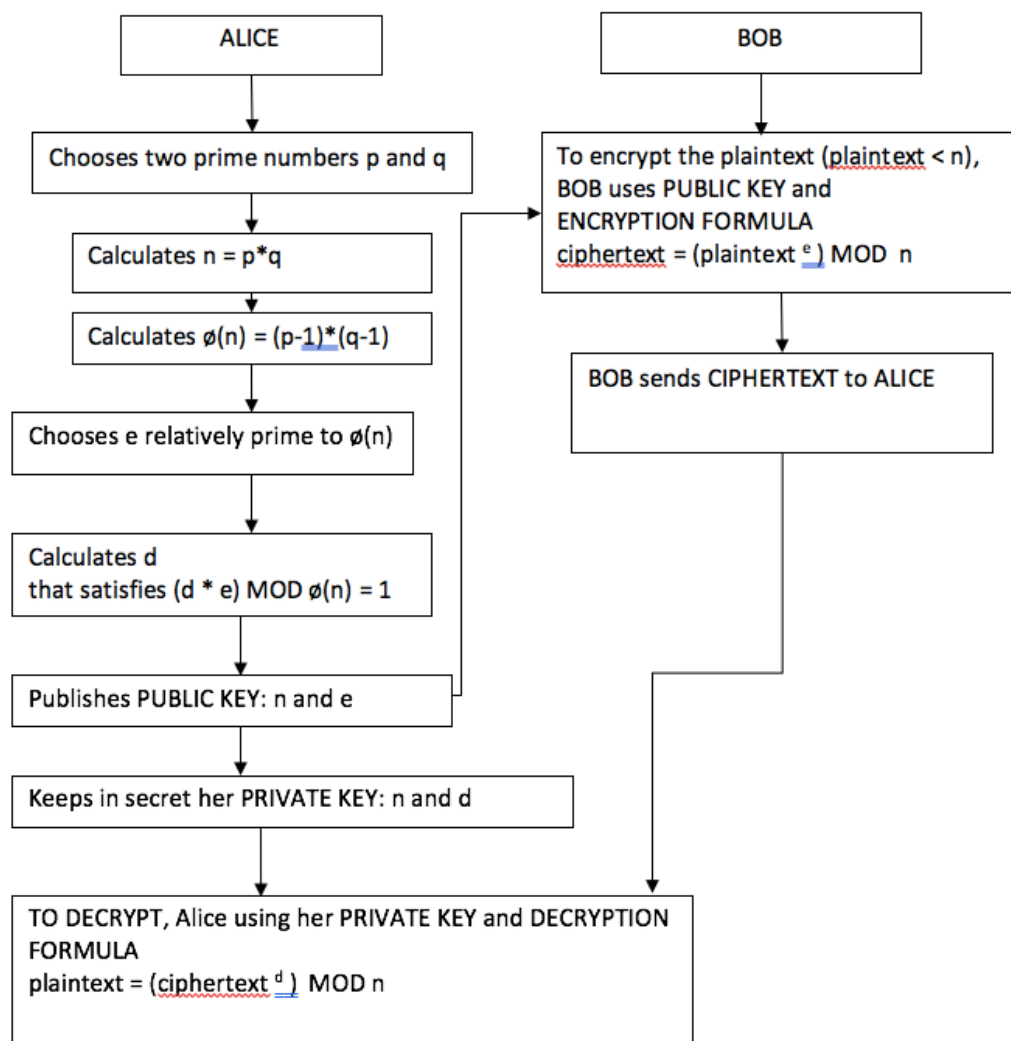 ALICE
Chooses two prime numbers p and q
Calculates n = p*q
Calculates ø(n) = (p-1)*(q-1)
Chooses e relatively prime to ø(n)
Calculates d
that satisfies (d * e) MOD ø(n) = 1
Publishes PUBLIC KEY: n and e
Keeps in secret her PRIVATE KEY: n and d
BOB
To encrypt the plaintext (plaintext < n),
BOB uses PUBLIC KEY and
ENCRYPTION FORMULA
ciphertext = (plaintext ᵉ ) MOD n
BOB sends CIPHERTEXT to ALICE
TO DECRYPT, Alice using her PRIVATE KEY and DECRYPTION
FORMULA
plaintext = (ciphertext ᵈ ) MOD n